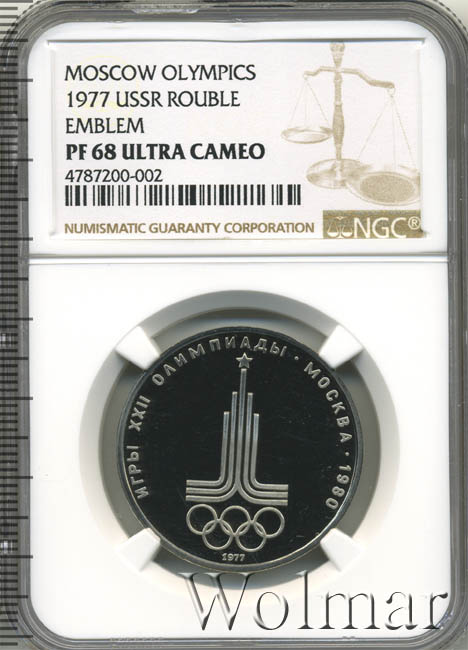 MOSCOW OLYMPICS
1977 USSR ROUBLE
EMBLEM
PF 68 ULTRA CAMEO
4787200-002
NUMISMATIC GUARANTY CORPORATION
NGC®
ИГРЫ XXII ОЛИМПИАДЫ · МОСКВА · 1980
1977
Wolmar